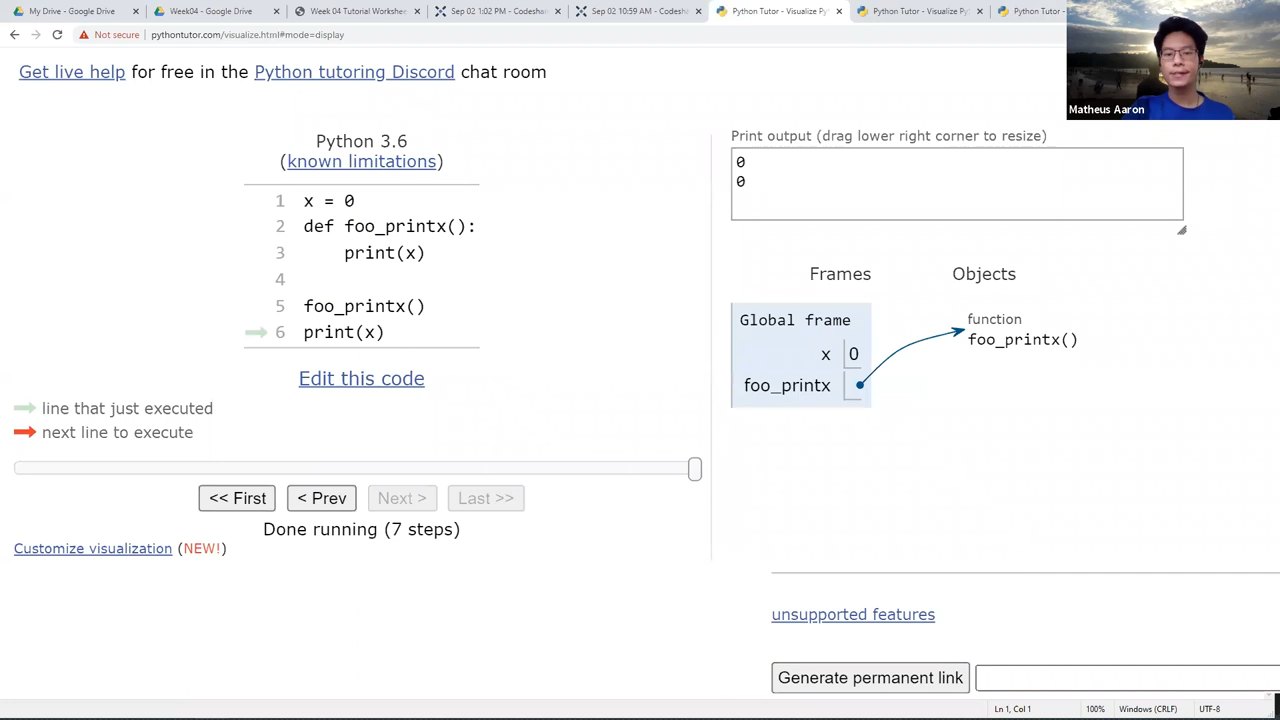 My Drive - Google Drive
Week04 - Google Drive
Week 04 Tutorial Workshe
Sep 02 1:02 PM - Codeshar
Sep 02 10:59 AM - Codesha
Python Tutor - Visualize Py
Python Tutor - Visualize Py
Python Tutor -
Not secure | pythontutor.com/visualize.html#mode=display
Matheus Aaron
Get live help for free in the Python tutoring Discord chat room
Python 3.6
(known limitations)
1 x = 0
2 def foo_printx():
3 print(x)
4
5 foo_printx()
6 print(x)
Edit this code
line that just executed
next line to execute
<< First
< Prev
Next >
Last >>
Done running (7 steps)
Customize visualization (NEW!)
Print output (drag lower right corner to resize)
0
0
Frames
Objects
Global frame
x 0
foo_printx
function
foo_printx()
unsupported features
Generate permanent link
Ln 1, Col 1
100%
Windows (CRLF)
UTF-8